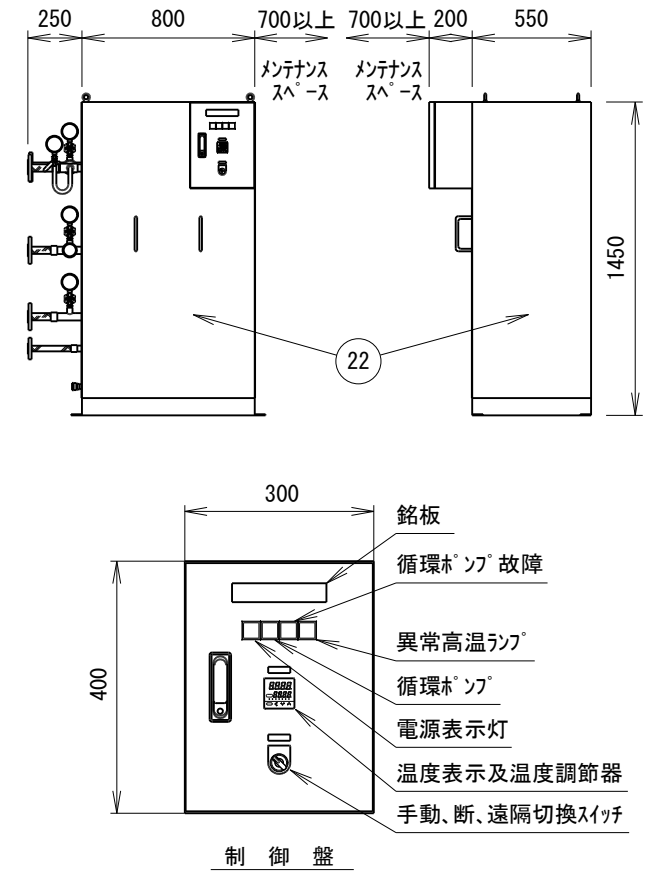 250 800 700以上 700以上 200 550
ﾒﾝﾃﾅﾝｽ ﾒﾝﾃﾅﾝｽ
ｽﾍﾟｰｽ ｽﾍﾟｰｽ
1450
22
300
400
銘板
循環ﾎﾟﾝﾌﾟ故障
異常高温ﾗﾝﾌﾟ
循環ﾎﾟﾝﾌﾟ
電源表示灯
8888
8888
温度表示及温度調節器
手動、断、遠隔切換ｽｲｯﾁ
制 御 盤